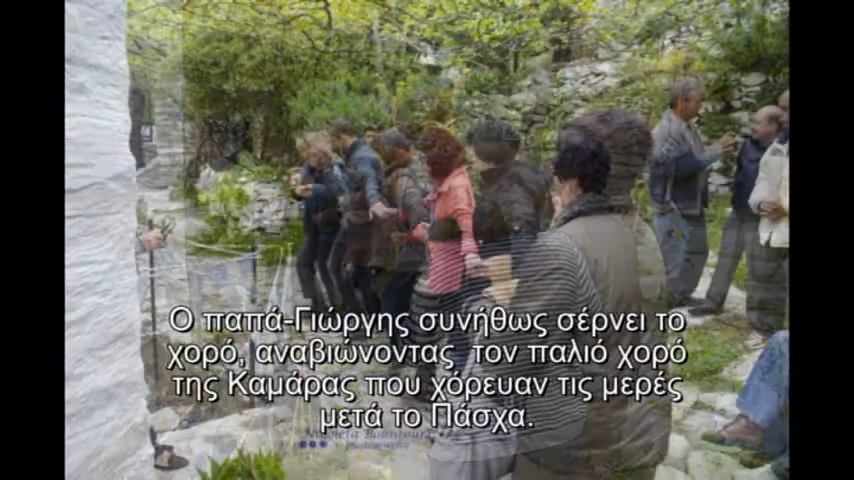 Ο παπά-Γιώργης συνήθως σέρνει το
χορό, αναβιώνοντας τον παλιό χορό
της Καμάρας που χόρευαν τις μερές
μετά το Πάσχα.